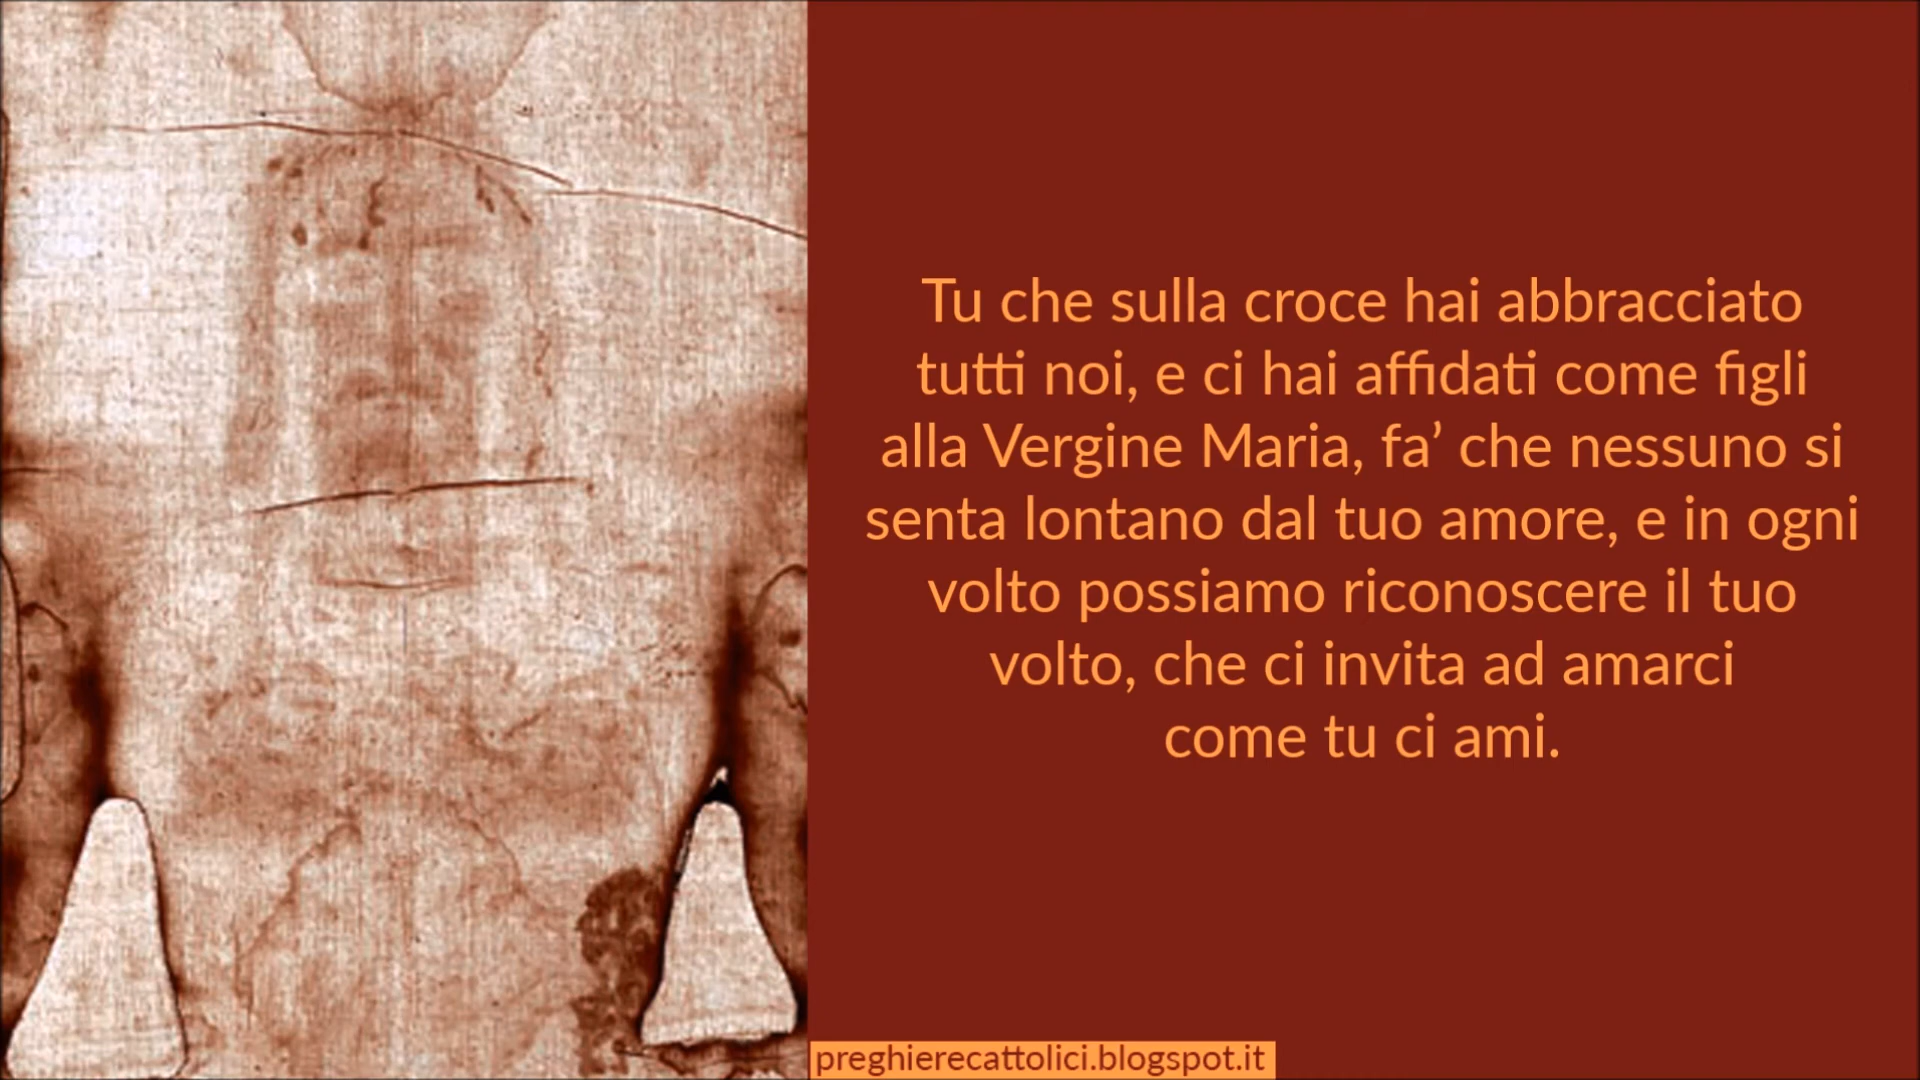 Tu che sulla croce hai abbracciato
tutti noi, e ci hai affidati come figli
alla Vergine Maria, fa’ che nessuno si
senta lontano dal tuo amore, e in ogni
volto possiamo riconoscere il tuo
volto, che ci invita ad amarci
come tu ci ami.
preghierecattolici.blogspot.it